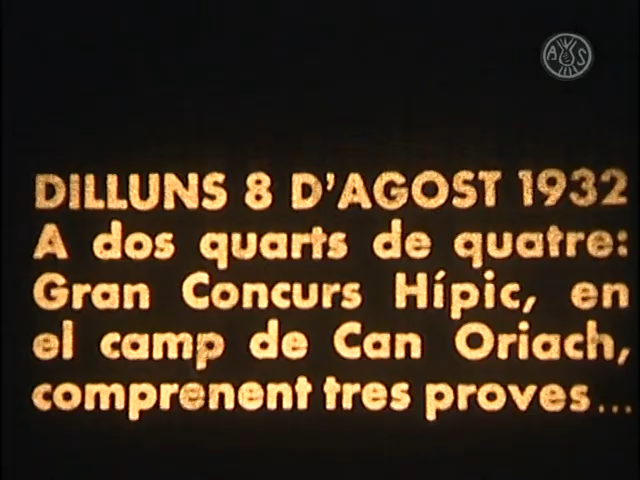 A S
DILLUNS 8 D'AGOST 1932
A dos quarts de quatre:
Gran Concurs Hípic, en
el camp de Can Oriach,
comprenent tres proves...